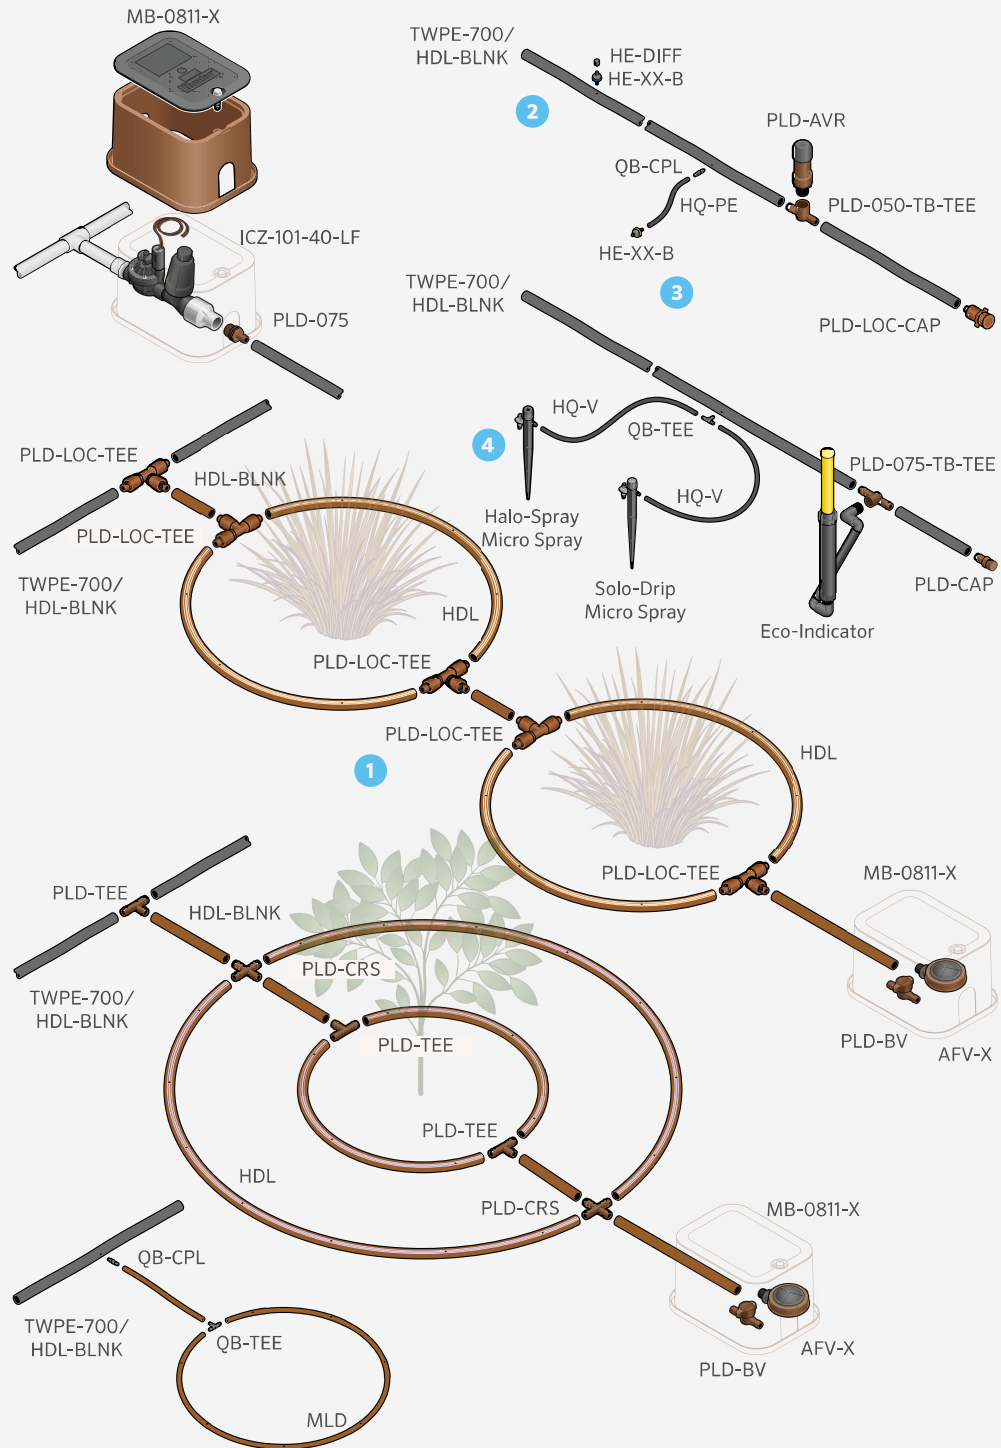 MB-0811-X
ICZ-101-40-LF
PLD-075
TWPE-700/
HDL-BLNK
HE-DIFF
HE-XX-B
2
PLD-AVR
QB-CPL
HQ-PE
PLD-050-TB-TEE
HE-XX-B
3
PLD-LOC-CAP
TWPE-700/
HDL-BLNK
HQ-V
QB-TEE
4
PLD-075-TB-TEE
HQ-V
Halo-Spray
Micro Spray
Solo-Drip
Micro Spray
PLD-CAP
Eco-Indicator
PLD-LOC-TEE
HDL-BLNK
PLD-LOC-TEE
TWPE-700/
HDL-BLNK
HDL
PLD-LOC-TEE
PLD-LOC-TEE
HDL
1
PLD-LOC-TEE
MB-0811-X
PLD-BV
AFV-X
PLD-TEE
HDL-BLNK
PLD-CRS
TWPE-700/
HDL-BLNK
PLD-TEE
PLD-TEE
HDL
PLD-CRS
MB-0811-X
AFV-X
PLD-BV
QB-CPL
TWPE-700/
HDL-BLNK
QB-TEE
MLD